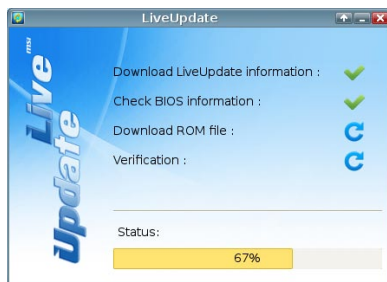 LiveUpdate
msi
Live
Update
Download LiveUpdate information :
Check BIOS information :
Download ROM file :
Verification :
Status:
67%